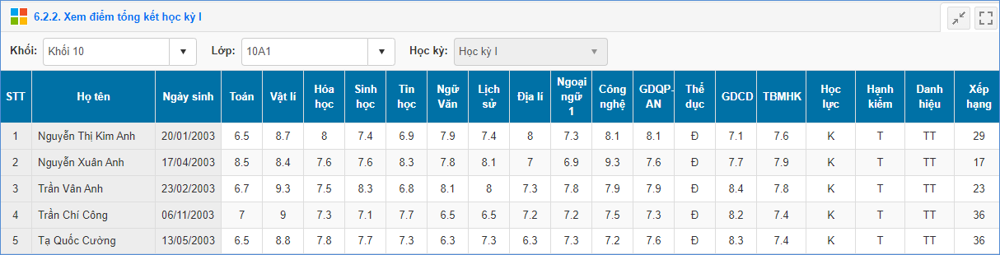 6.2.2. Xem điểm tổng kết học kỳ I
Khối: Khối 10 Lớp: 10A1 Học kỳ: Học kỳ I
STT Họ tên Ngày sinh Toán Vật lí Hóa học Sinh học Tin học Ngữ Văn Lịch sử Địa lí Ngoại ngữ 1 Công nghệ GDQP-AN Thể dục GDCD TBMHK Học lực Hạnh kiểm Danh hiệu Xếp hạng
1 Nguyễn Thị Kim Anh 20/01/2003 6.5 8.7 8 7.4 6.9 7.9 7.4 8 7.3 8.1 8.1 Đ 7.1 7.6 K T TT 29
2 Nguyễn Xuân Anh 17/04/2003 8.5 8.4 7.6 7.6 8.3 7.8 8.1 7 6.9 9.3 7.6 Đ 7.7 7.9 K T TT 17
3 Trần Vân Anh 23/02/2003 6.7 9.3 7.5 8.3 6.8 8.1 8 7.3 7.8 7.9 7.9 Đ 8.4 7.8 K T TT 23
4 Trần Chí Công 06/11/2003 7 9 7.3 7.1 7.7 6.5 6.5 7.2 7.2 7.5 7.3 Đ 8.2 7.4 K T TT 36
5 Tạ Quốc Cường 13/05/2003 6.5 8.8 7.8 7.7 7.3 6.3 7.3 6.3 7.3 7.2 7.6 Đ 8.3 7.4 K T TT 36